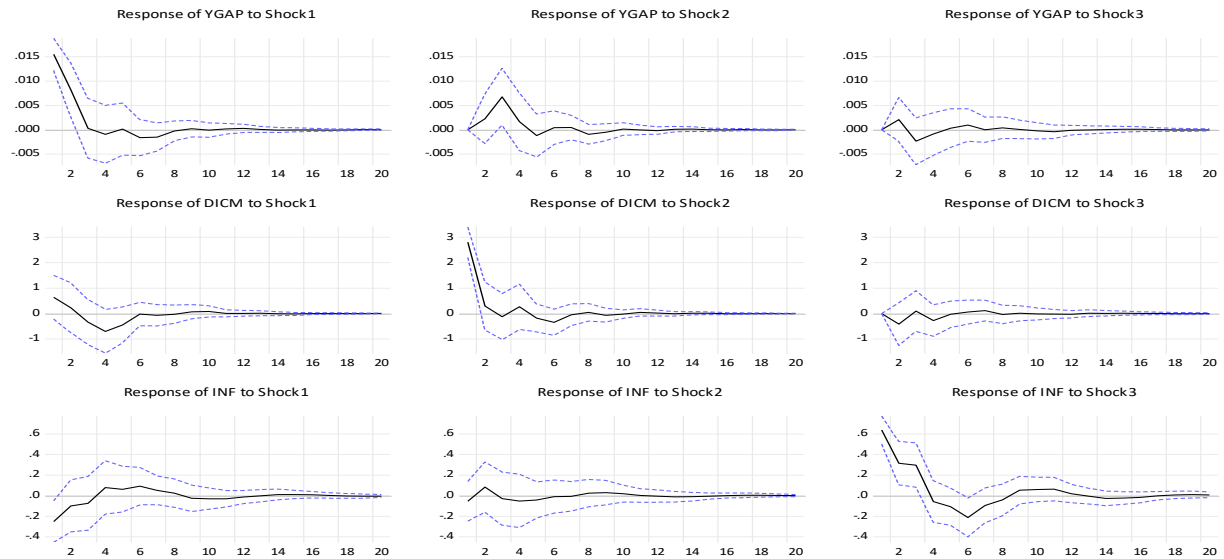 Response of YGAP to Shock1 Response of YGAP to Shock2 Response of YGAP to Shock3
.015 .015 .015
.010 .010 .010
.005 .005 .005
.000 .000 .000
-.005 -.005 -.005
2 4 6 8 10 12 14 16 18 20 2 4 6 8 10 12 14 16 18 20 2 4 6 8 10 12 14 16 18 20
Response of DICM to Shock1 Response of DICM to Shock2 Response of DICM to Shock3
3 3 3
2 2 2
1 1 1
0 0 0
-1 -1 -1
2 4 6 8 10 12 14 16 18 20 2 4 6 8 10 12 14 16 18 20 2 4 6 8 10 12 14 16 18 20
Response of INF to Shock1 Response of INF to Shock2 Response of INF to Shock3
.6 .6 .6
.4 .4 .4
.2 .2 .2
.0 .0 .0
-.2 -.2 -.2
-.4 -.4 -.4
2 4 6 8 10 12 14 16 18 20 2 4 6 8 10 12 14 16 18 20 2 4 6 8 10 12 14 16 18 20